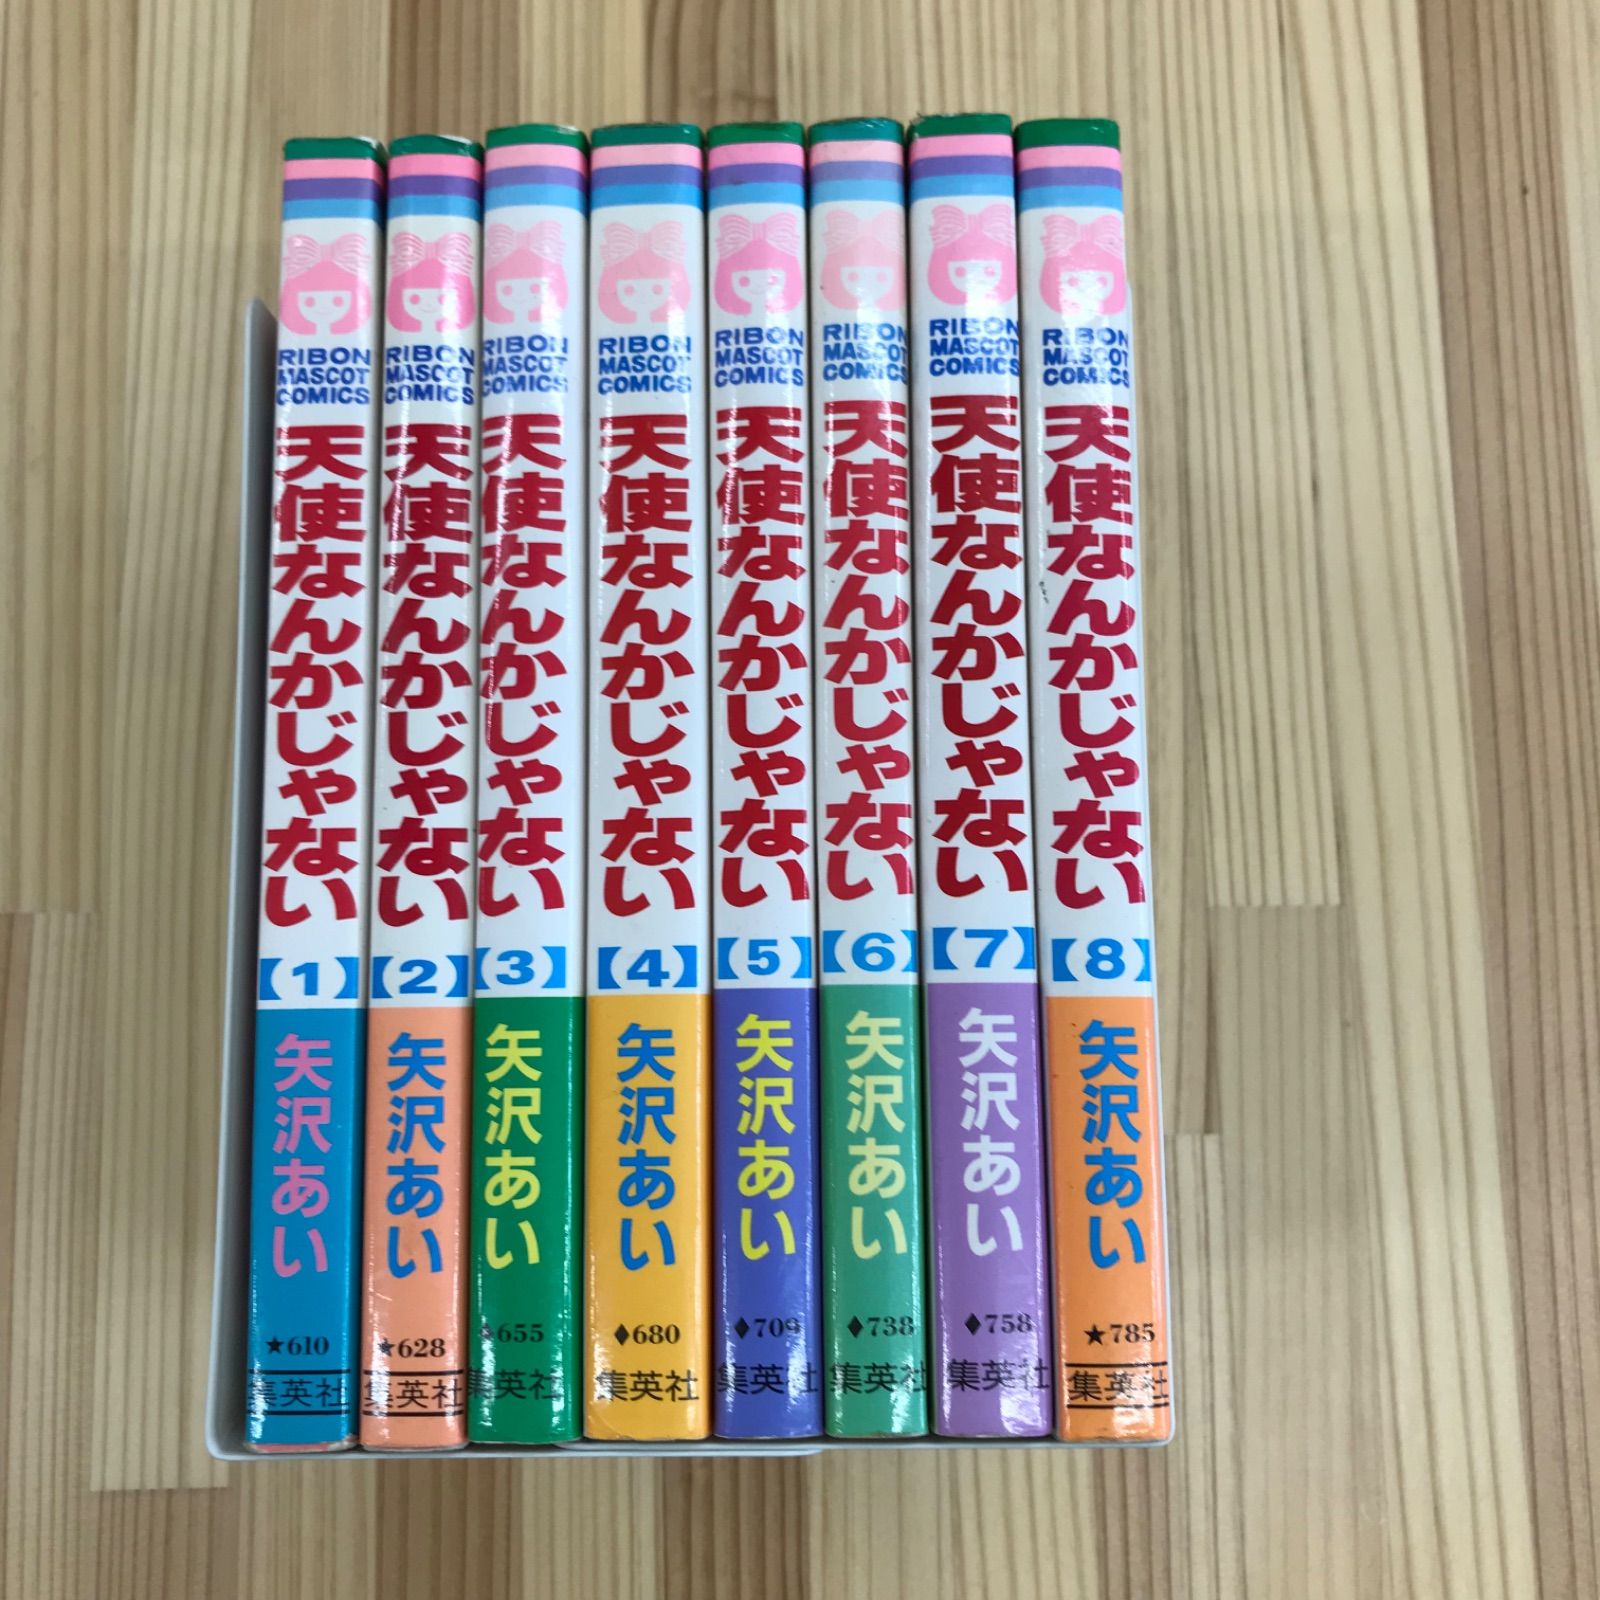 RIBON
MASCOT
COMICS
天使なんかじゃない
【1】
矢沢あい
★610
集英社
RIBON
MASCOT
COMICS
天使なんかじゃない
【2】
矢沢あい
★628
集英社
RIBON
MASCOT
COMICS
天使なんかじゃない
【3】
矢沢あい
655
集英社
RIBON
MASCOT
COMICS
天使なんかじゃない
【4】
矢沢あい
♦680
集英社
RIBON
MASCOT
COMICS
天使なんかじゃない
【5】
矢沢あい
♦709
集英社
RIBON
MASCOT
COMICS
天使なんかじゃない
【6】
矢沢あい
♦738
集英社
RIBON
MASCOT
COMICS
天使なんかじゃない
【7】
矢沢あい
♦758
集英社
RIBON
MASCOT
COMICS
天使なんかじゃない
【8】
矢沢あい
★785
集英社